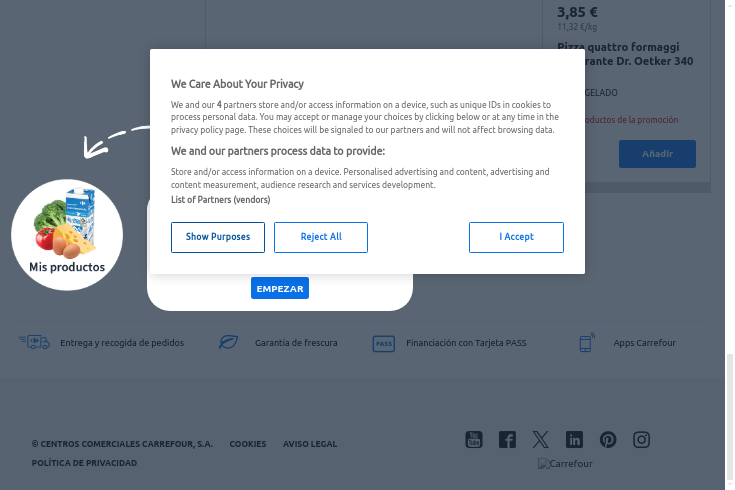 3,85 €
11,32 €/kg
Pizza quattro formaggi
rante Dr. Oetker 340
GELADO
oductos de la promoción
Añadir
We Care About Your Privacy
We and our 4 partners store and/or access information on a device, such as unique IDs in cookies to
process personal data. You may accept or manage your choices by clicking below or at any time in the
privacy policy page. These choices will be signaled to our partners and will not affect browsing data.
We and our partners process data to provide:
Store and/or access information on a device. Personalised advertising and content, advertising and
content measurement, audience research and services development.
List of Partners (vendors)
Show Purposes
Reject All
I Accept
Mis productos
EMPEZAR
Entrega y recogida de pedidos
Garantía de frescura
PASS
Financiación con Tarjeta PASS
Apps Carrefour
© CENTROS COMERCIALES CARREFOUR, S.A. COOKIES AVISO LEGAL
POLÍTICA DE PRIVACIDAD
You Tube
Carrefour